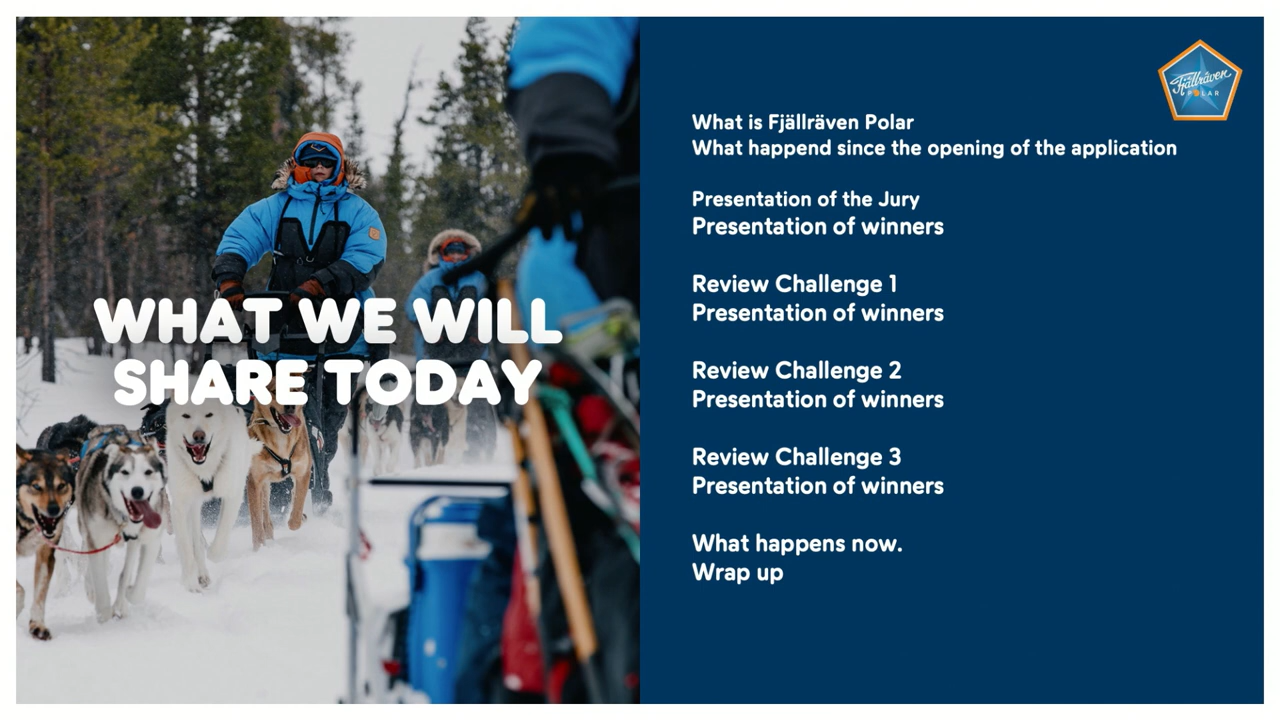 WHAT WE WILL
SHARE TODAY
Fjällräven
POLAR
What is Fjällräven Polar
What happend since the opening of the application
Presentation of the Jury
Presentation of winners
Review Challenge 1
Presentation of winners
Review Challenge 2
Presentation of winners
Review Challenge 3
Presentation of winners
What happens now.
Wrap up